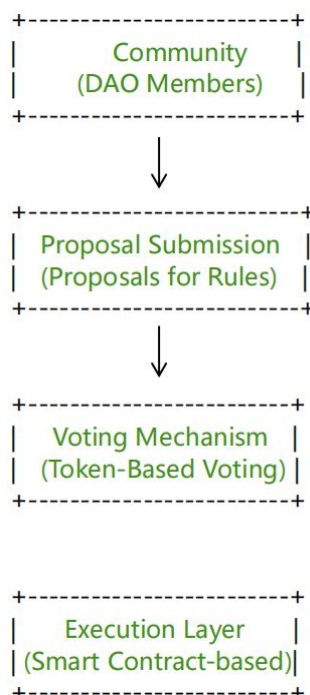 +-------------------------+
| Community |
| (DAO Members) |
+-------------------------+
+--------------------------+
| Proposal Submission |
| (Proposals for Rules) |
+--------------------------+
+-------------------------+
| Voting Mechanism |
| (Token-Based Voting) |
+-------------------------+
+-------------------------+
| Execution Layer |
| (Smart Contract-based)|
+-------------------------+